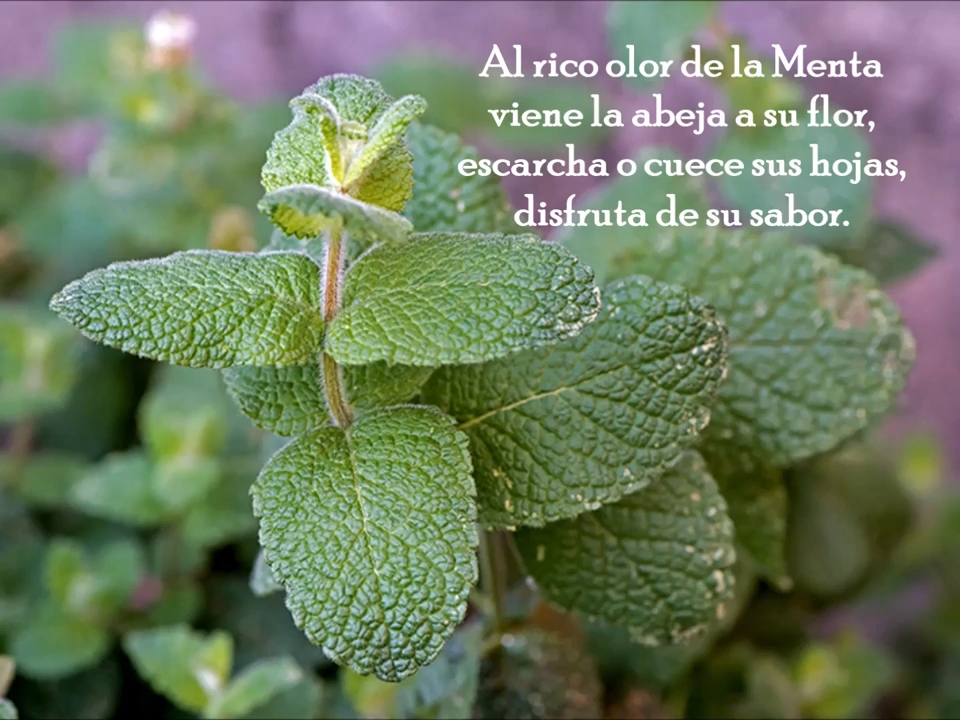 Al rico olor de la Menta
viene la abeja a su flor,
escarcha o cuece sus hojas,
disfruta de su sabor.